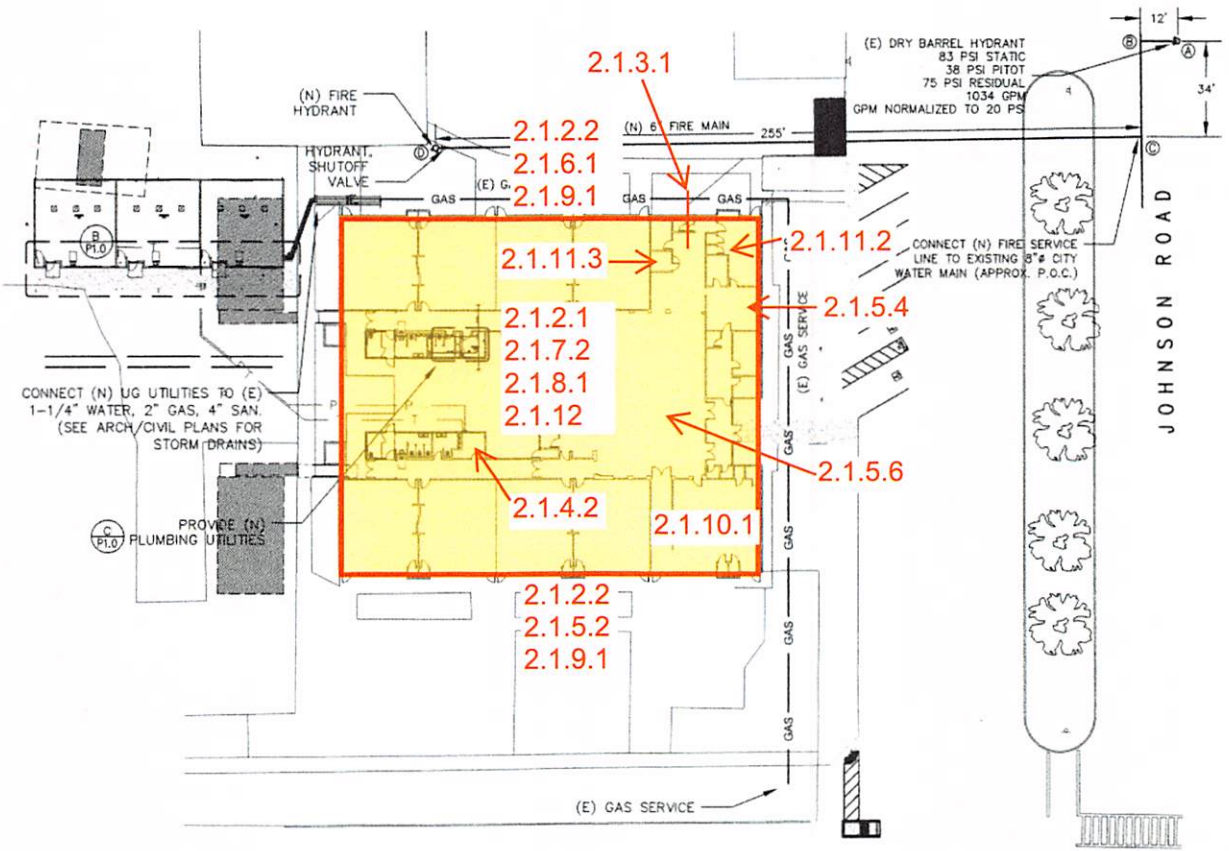 12'
(E) DRY BARREL HYDRANT
83 PSI STATIC
38 PSI PITOT
75 PSI RESIDUAL
1034 GPM
GPM NORMALIZED TO 20 PS
B
A
34'
2.1.3.1
(N) FIRE
HYDRANT
HYDRANT,
SHUTOFF
VALVE
D
2.1.2.2
2.1.6.1
2.1.9.1
(N) 6" FIRE MAIN
255'
C
(E) G
GAS
GAS
GAS
B
P1.0
2.1.11.3
2.1.11.2
CONNECT (N) FIRE SERVICE
LINE TO EXISTING 8"ø CITY
WATER MAIN (APPROX. P.O.C.)
2.1.5.4
JOHNSON ROAD
2.1.2.1
2.1.7.2
2.1.8.1
2.1.12
GAS
(E) GAS SERVICE
GAS
CONNECT (N) UG UTILITIES TO (E)
1-1/4" WATER, 2" GAS, 4" SAN.
(SEE ARCH/CIVIL PLANS FOR
STORM DRAINS)
2.1.5.6
2.1.4.2
2.1.10.1
C
P1.0
PROVIDE (N)
PLUMBING UTILITIES
GAS
2.1.2.2
2.1.5.2
2.1.9.1
GAS
GAS
(E) GAS SERVICE